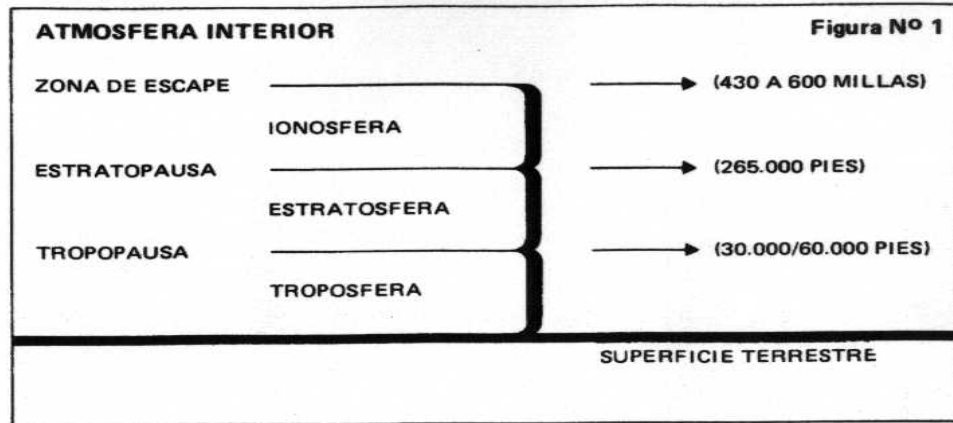 ATMOSFERA INTERIOR Figura Nº 1
ZONA DE ESCAPE (430 A 600 MILLAS)
IONOSFERA
ESTRATOPAUSA (265.000 PIES)
ESTRATOSFERA
TROPOPAUSA (30.000/60.000 PIES)
TROPOSFERA
SUPERFICIE TERRESTRE